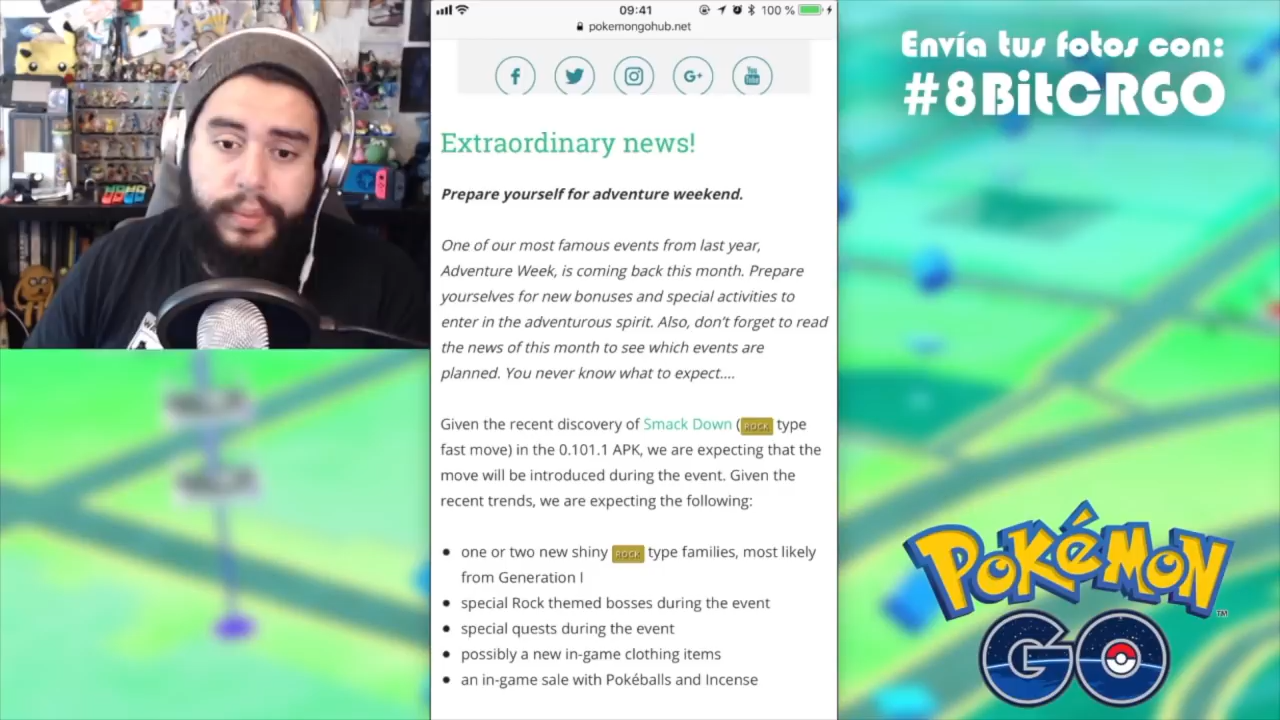 09:41
100 %
pokemongohub.net
Extraordinary news!
Prepare yourself for adventure weekend.
One of our most famous events from last year,
Adventure Week, is coming back this month. Prepare
yourselves for new bonuses and special activities to
enter in the adventurous spirit. Also, don't forget to read
the news of this month to see which events are
planned. You never know what to expect....
Given the recent discovery of Smack Down (ROCK type
fast move) in the 0.101.1 APK, we are expecting that the
move will be introduced during the event. Given the
recent trends, we are expecting the following:
• one or two new shiny ROCK type families, most likely
from Generation I
• special Rock themed bosses during the event
• special quests during the event
• possibly a new in-game clothing items
• an in-game sale with Pokéballs and Incense
Envía tus fotos con:
#8BitCRGO
POKÉMON
TM
GO